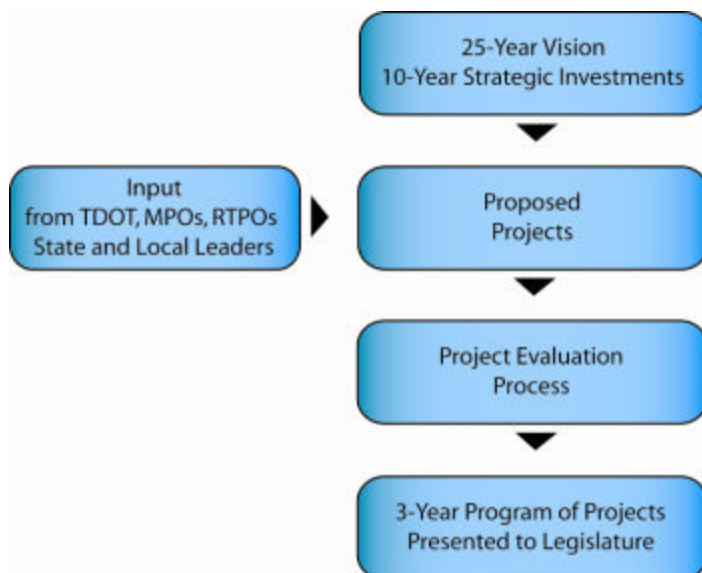 25-Year Vision
10-Year Strategic Investments
Input
from TDOT, MPOs, RTPOs
State and Local Leaders
Proposed
Projects
Project Evaluation
Process
3-Year Program of Projects
Presented to Legislature